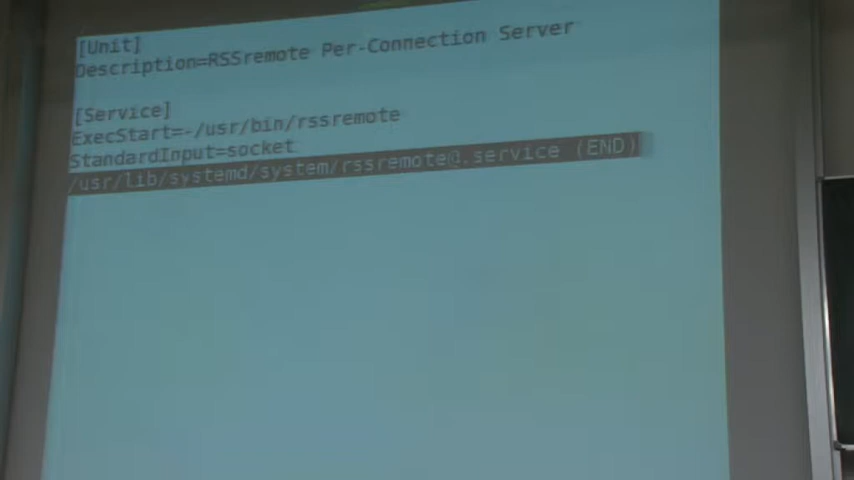 [Unit]
Description=RSSremote Per-Connection Server
[Service]
ExecStart=-/usr/bin/rssremote
StandardInput=socket
/usr/lib/systemd/system/rssremote@.service (END)